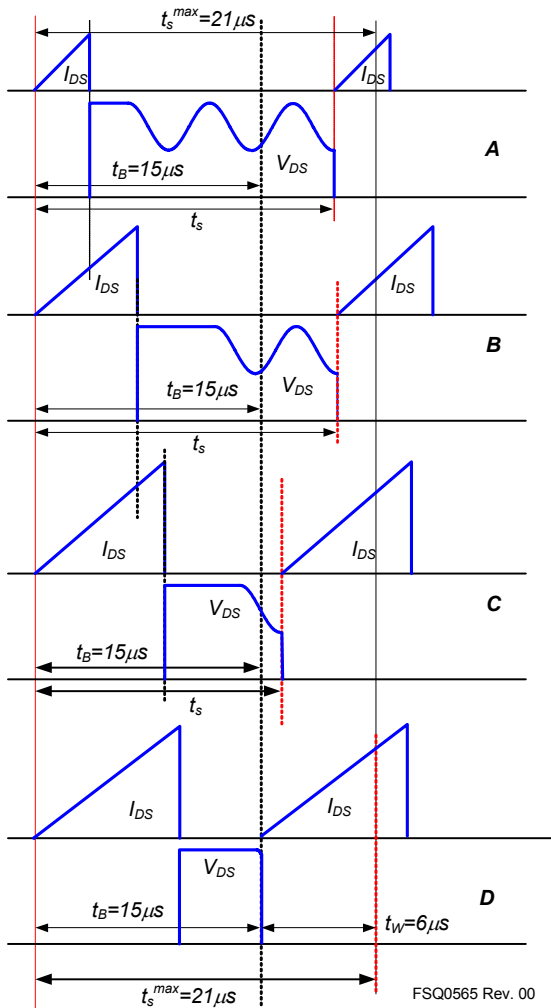 t_s^max=21μs
I_DS
I_DS
A
t_B=15μs
V_DS
t_s
I_DS
I_DS
B
t_B=15μs
V_DS
t_s
I_DS
I_DS
V_DS
C
t_B=15μs
t_s
I_DS
I_DS
V_DS
t_B=15μs
D
t_W=6μs
t_s^max=21μs
FSQ0565 Rev. 00